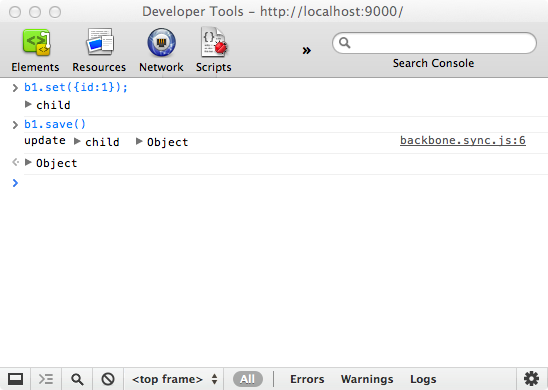 Developer Tools – http://localhost:9000/
Elements Resources Network Scripts » Search Console
> b1.set({id:1});
▶ child
> b1.save()
update ▶ child ▶ Object backbone.sync.js:6
<· ▶ Object
>
<top frame> All Errors Warnings Logs